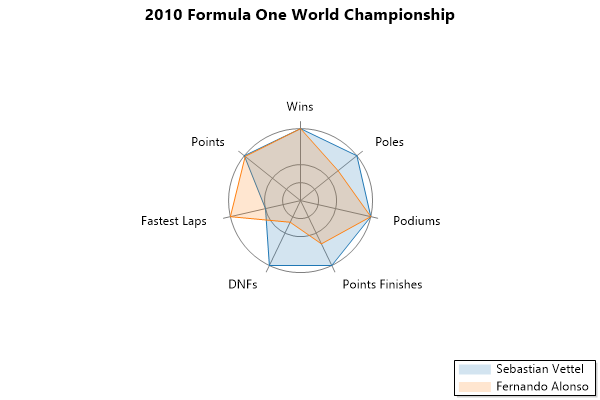 2010 Formula One World Championship
Wins
Points
Poles
Fastest Laps
Podiums
DNFs
Points Finishes
Sebastian Vettel
Fernando Alonso